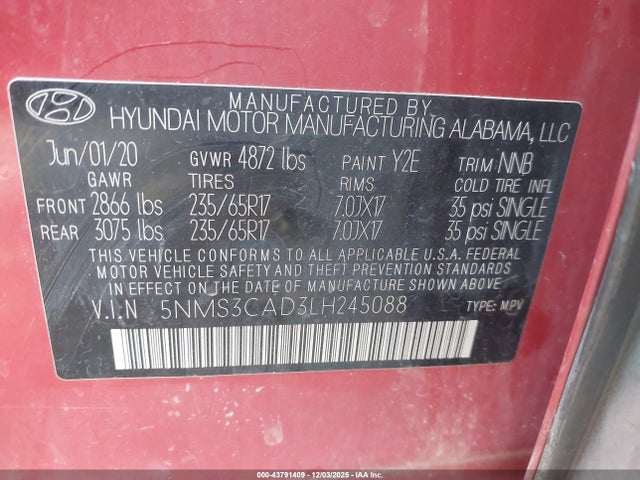 MANUFACTURED BY
HYUNDAI MOTOR MANUFACTURING ALABAMA, LLC
Jun/01/20 GVWR 4872 lbs PAINT Y2E TRIM NNB
GAWR TIRES RIMS COLD TIRE INFL
FRONT 2866 lbs 235/65R17 7.0JX17 35 psi SINGLE
REAR 3075 lbs 235/65R17 7.0JX17 35 psi SINGLE
THIS VEHICLE CONFORMS TO ALL APPLICABLE U.S.A. FEDERAL
MOTOR VEHICLE SAFETY AND THEFT PREVENTION STANDARDS
IN EFFECT ON THE DATE OF MANUFACTURE SHOWN ABOVE.
V.I.N 5NMS3CAD3LH245088 TYPE: MPV
000-43791409 - 12/03/2025 - IAA Inc.